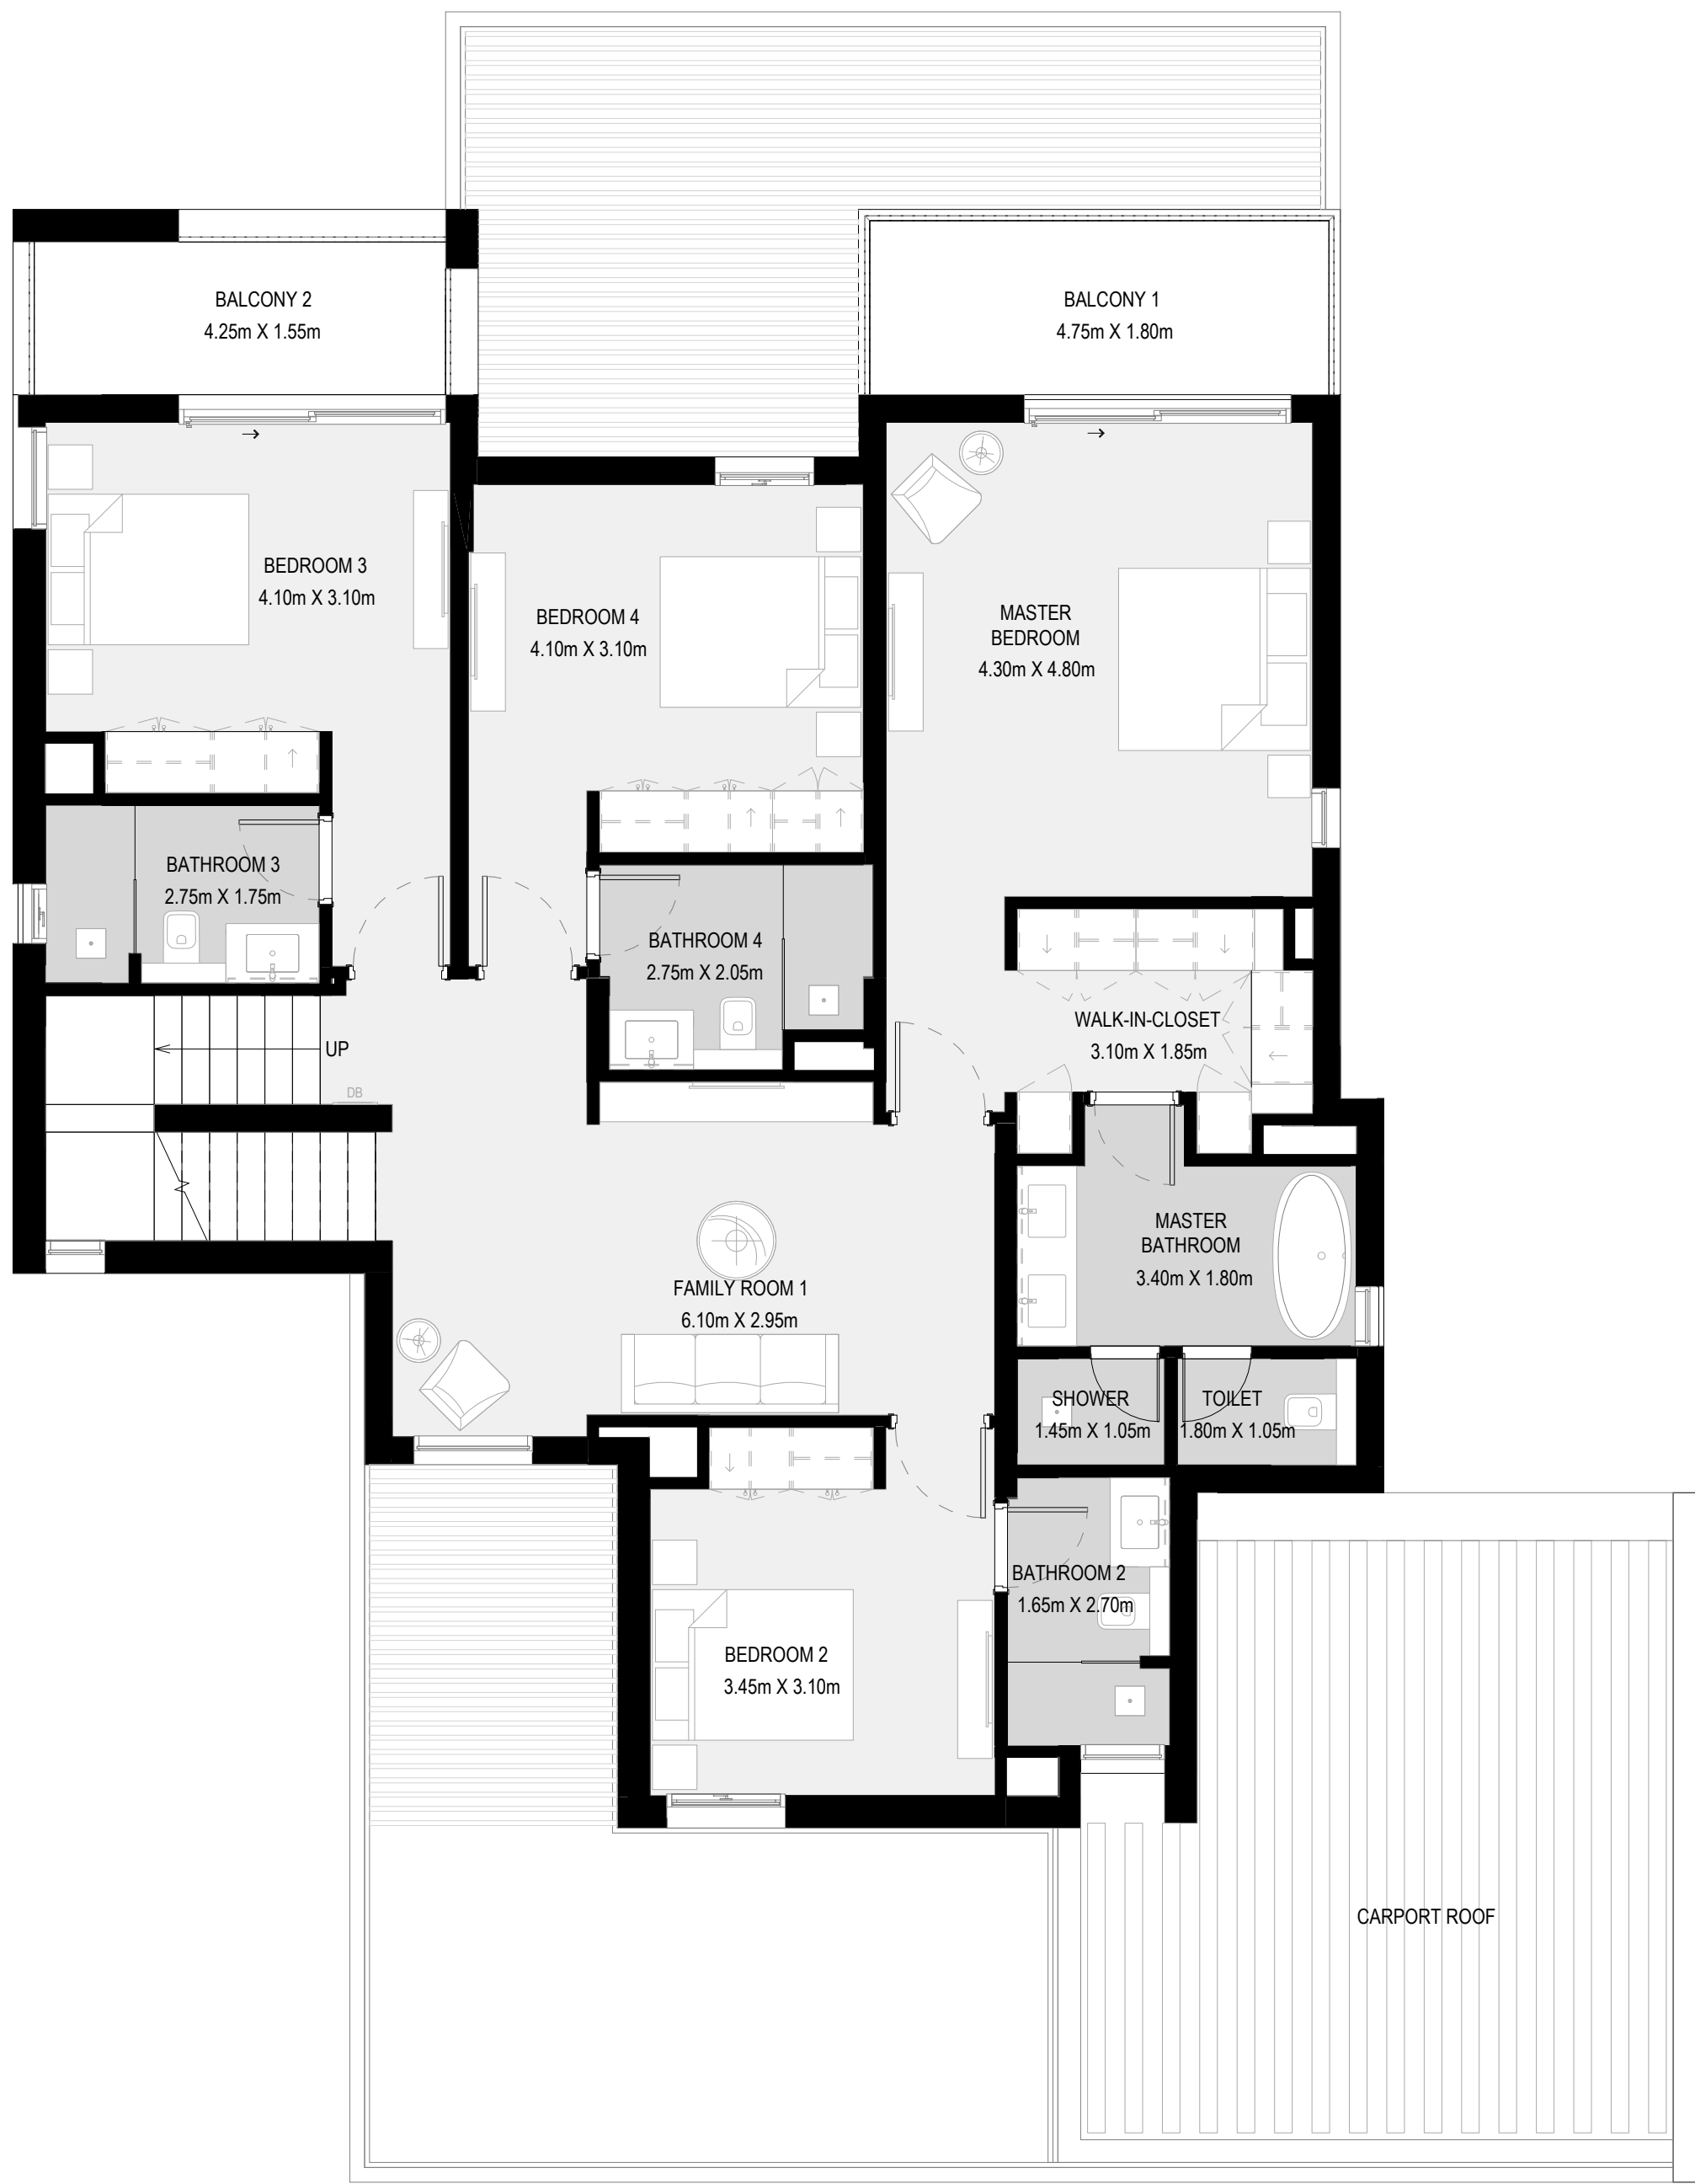 BALCONY 2
4.25m X 1.55m
BALCONY 1
4.75m X 1.80m
BEDROOM 3
4.10m X 3.10m
BEDROOM 4
4.10m X 3.10m
MASTER
BEDROOM
4.30m X 4.80m
BATHROOM 3
2.75m X 1.75m
BATHROOM 4
2.75m X 2.05m
WALK-IN-CLOSET
3.10m X 1.85m
UP
DB
MASTER
BATHROOM
3.40m X 1.80m
FAMILY ROOM 1
6.10m X 2.95m
SHOWER
1.45m X 1.05m
TOILET
1.80m X 1.05m
BATHROOM 2
1.65m X 2.70m
BEDROOM 2
3.45m X 3.10m
CARPORT ROOF